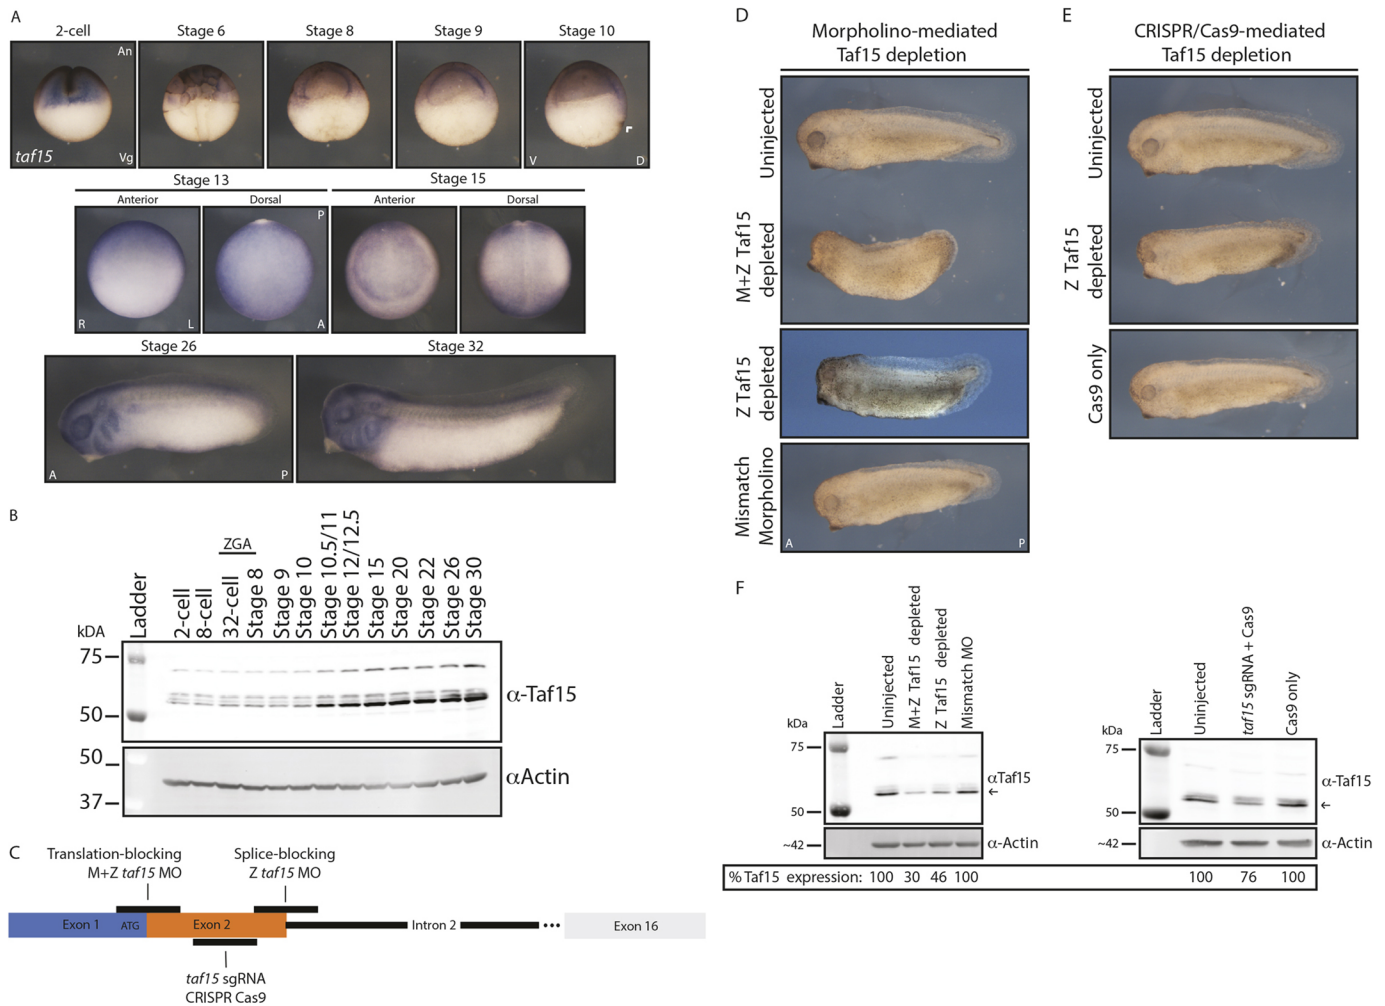 A
2-cell
Stage 6
Stage 8
Stage 9
Stage 10
An
taf15
Vg
V
D
Stage 13
Stage 15
Anterior
Dorsal
Anterior
Dorsal
P
R
L
A
Stage 26
Stage 32
A
P
B
ZGA
Ladder
2-cell
8-cell
32-cell
Stage 8
Stage 9
Stage 10
Stage 10.5/11
Stage 12/12.5
Stage 15
Stage 20
Stage 22
Stage 26
Stage 30
kDA
75
50
α-Taf15
50
37
αActin
C
Translation-blocking
M+Z taf15 MO
Splice-blocking
Z taf15 MO
Exon 1
ATG
Exon 2
Intron 2
Exon 16
taf15 sgRNA
CRISPR Cas9
D
Morpholino-mediated
Taf15 depletion
Uninjected
M+Z Taf15
depleted
Z Taf15
depleted
Mismatch
Morpholino
A
P
E
CRISPR/Cas9-mediated
Taf15 depletion
Uninjected
Z Taf15
depleted
Cas9 only
F
kDa
Ladder
Uninjected
M+Z Taf15 depleted
Z Taf15 depleted
Mismatch MO
75
50
αTaf15
~42
α-Actin
kDa
Ladder
Uninjected
taf15 sgRNA + Cas9
Cas9 only
75
50
α-Taf15
~42
α-Actin
% Taf15 expression: 100 30 46 100 100 76 100